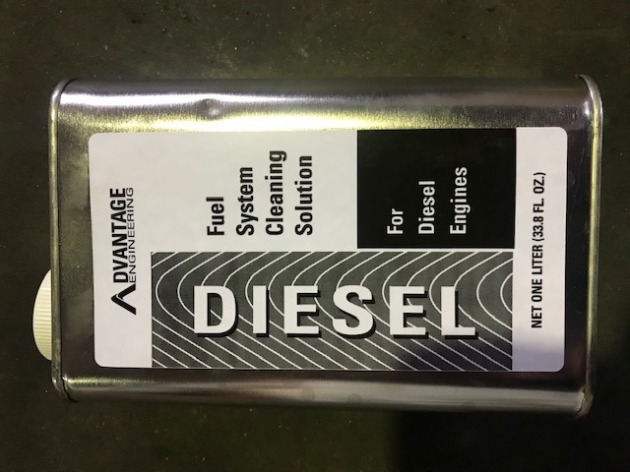 ADVANTAGE
ENGINEERING
Fuel
System
Cleaning
Solution
For
Diesel
Engines
DIESEL
NET ONE LITER (33.8 FL. OZ.)